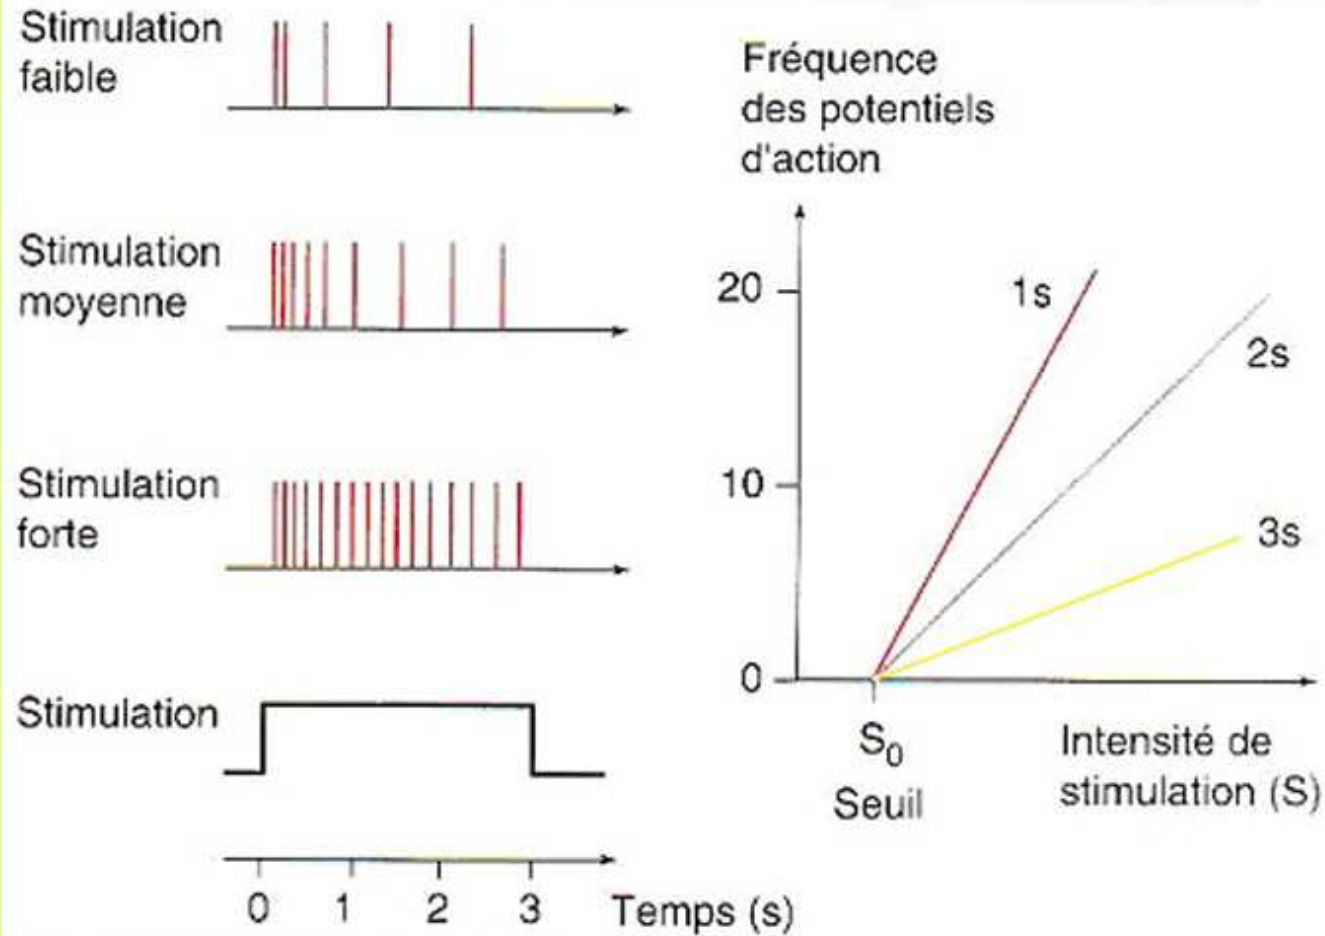 Stimulation
faible
Stimulation
moyenne
Stimulation
forte
Stimulation
0 1 2 3 Temps (s)
Fréquence
des potentiels
d'action
20
10
0
1s
2s
3s
S₀
Seuil
Intensité de
stimulation (S)